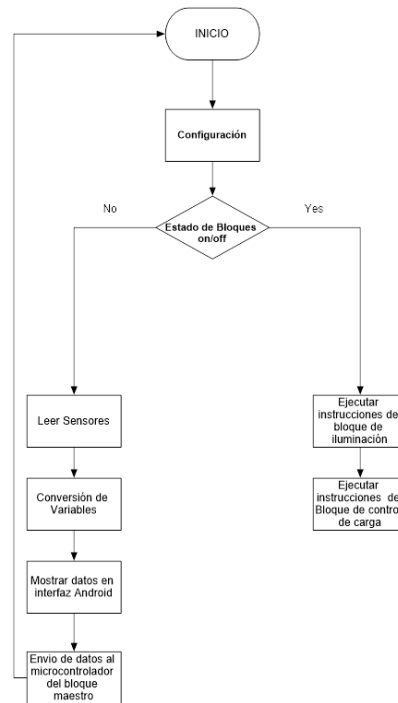 INICIO
Configuración
Estado de Bloques
on/off
No
Yes
Leer Sensores
Conversión de
Variables
Mostrar datos en
interfaz Android
Envio de datos al
microcontrolador
del bloque
maestro
Ejecutar
instrucciones de
bloque de
iluminación
Ejecutar
instrucciones de
Bloque de contro
de carga